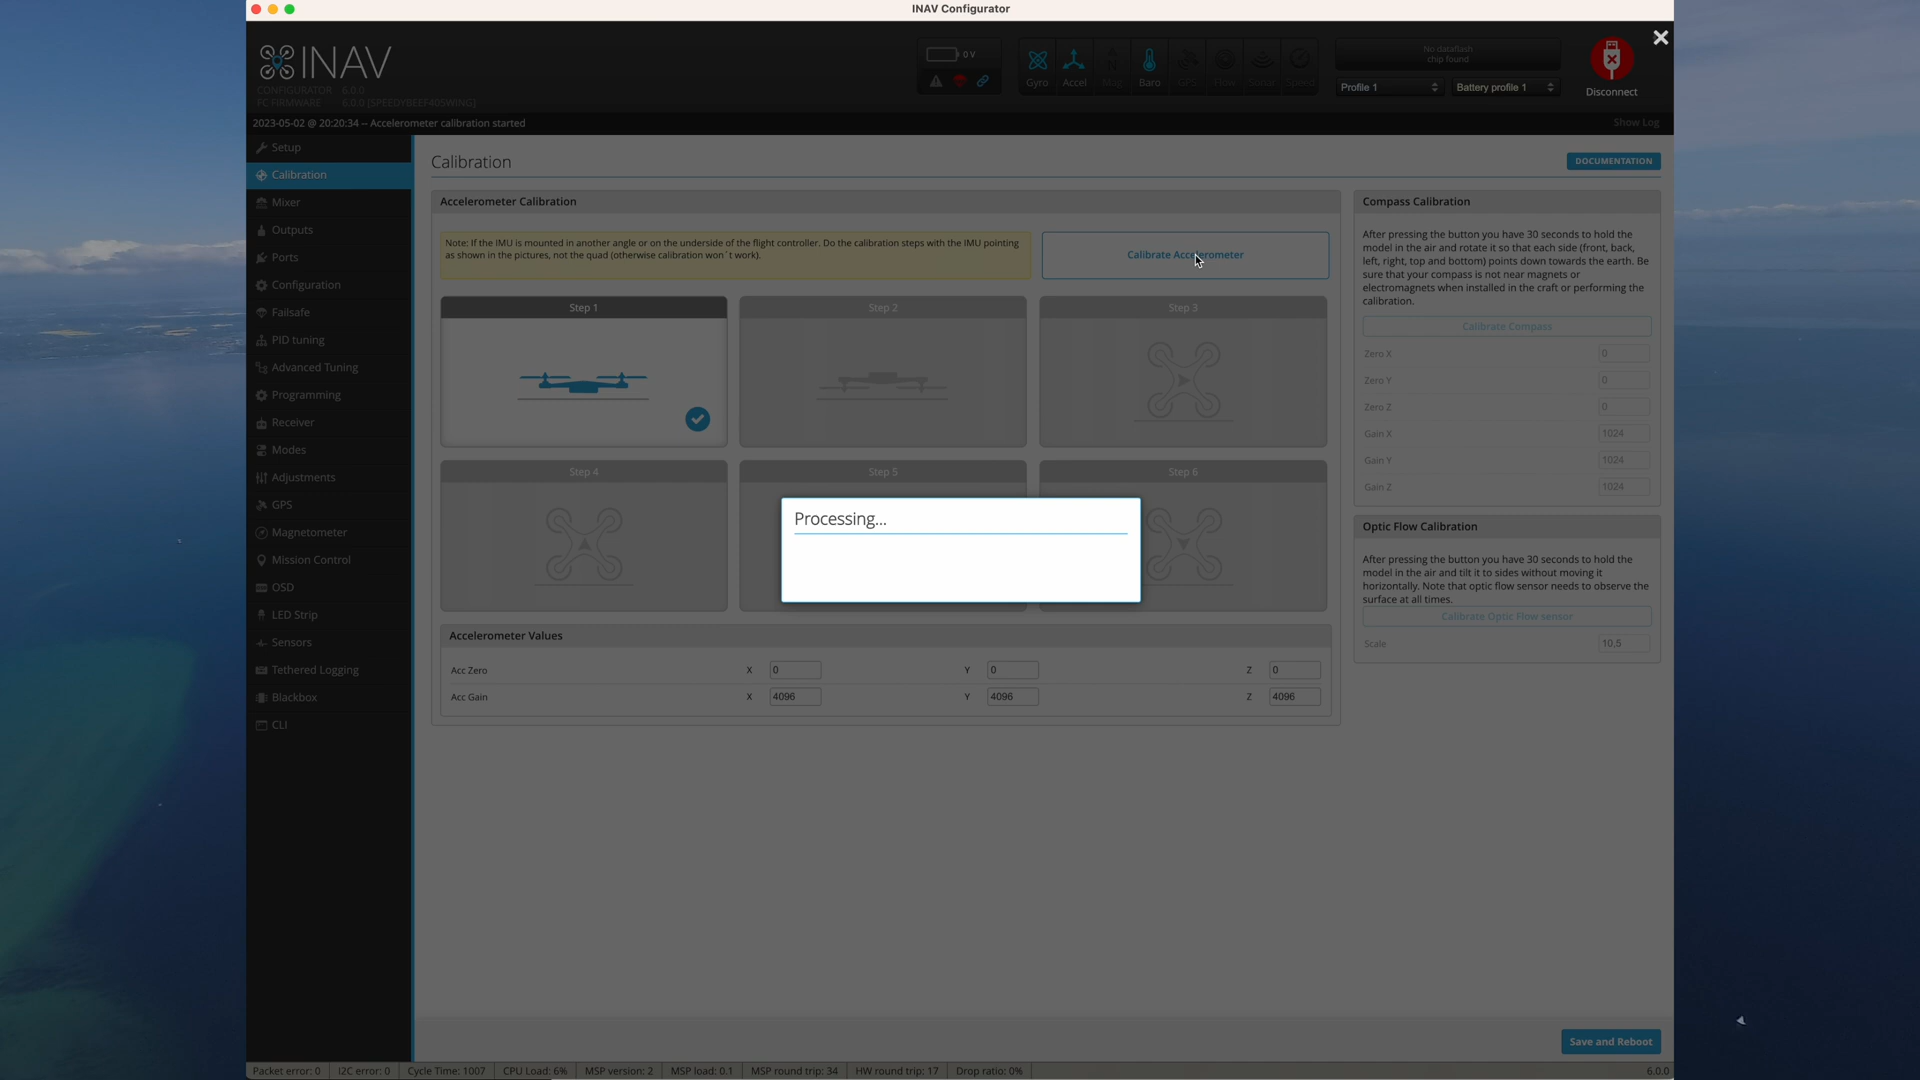 INAV Configurator
INAV
CONFIGURATOR 6.0.0
FC FIRMWARE 6.0.0 [SPEEDYBEEF405WING]
0 V
Gyro
Accel
Mag
Baro
GPS
Flow
Sonar
Speed
No dataflash
chip found
Profile 1
Battery profile 1
Disconnect
2023-05-02 @ 20:20:34 -- Accelerometer calibration started
Show Log
Setup
Calibration
Mixer
Outputs
Ports
Configuration
Failsafe
PID tuning
Advanced Tuning
Programming
Receiver
Modes
Adjustments
GPS
Magnetometer
Mission Control
OSD
LED Strip
Sensors
Tethered Logging
Blackbox
CLI
Calibration
DOCUMENTATION
Accelerometer Calibration
Note: If the IMU is mounted in another angle or on the underside of the flight controller. Do the calibration steps with the IMU pointing
as shown in the pictures, not the quad (otherwise calibration won´t work).
Calibrate Accelerometer
Step 1
Step 2
Step 3
Step 4
Step 5
Step 6
Processing...
Accelerometer Values
Acc Zero X 0 Y 0 Z 0
Acc Gain X 4096 Y 4096 Z 4096
Compass Calibration
After pressing the button you have 30 seconds to hold the
model in the air and rotate it so that each side (front, back,
left, right, top and bottom) points down towards the earth. Be
sure that your compass is not near magnets or
electromagnets when installed in the craft or performing the
calibration.
Calibrate Compass
Zero X 0
Zero Y 0
Zero Z 0
Gain X 1024
Gain Y 1024
Gain Z 1024
Optic Flow Calibration
After pressing the button you have 30 seconds to hold the
model in the air and tilt it to sides without moving it
horizontally. Note that optic flow sensor needs to observe the
surface at all times.
Calibrate Optic Flow sensor
Scale 10,5
Save and Reboot
Packet error: 0 I2C error: 0 Cycle Time: 1007 CPU Load: 6% MSP version: 2 MSP load: 0.1 MSP round trip: 34 HW round trip: 17 Drop ratio: 0% 6.0.0